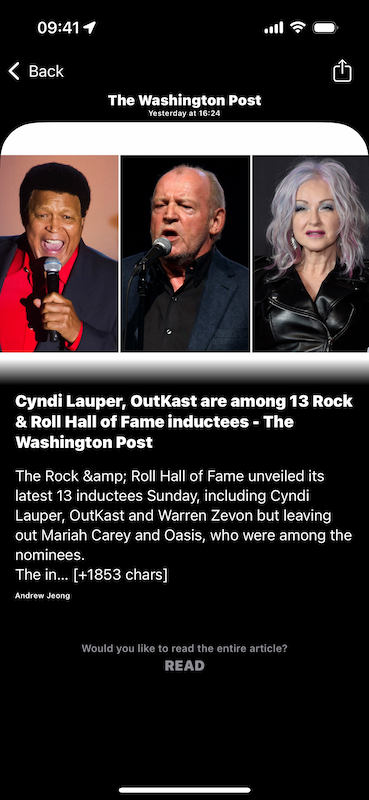 09:41
Back
The Washington Post
Yesterday at 16:24
Cyndi Lauper, OutKast are among 13 Rock
& Roll Hall of Fame inductees - The
Washington Post
The Rock &amp; Roll Hall of Fame unveiled its
latest 13 inductees Sunday, including Cyndi
Lauper, OutKast and Warren Zevon but leaving
out Mariah Carey and Oasis, who were among the
nominees.
The in... [+1853 chars]
Andrew Jeong
Would you like to read the entire article?
READ